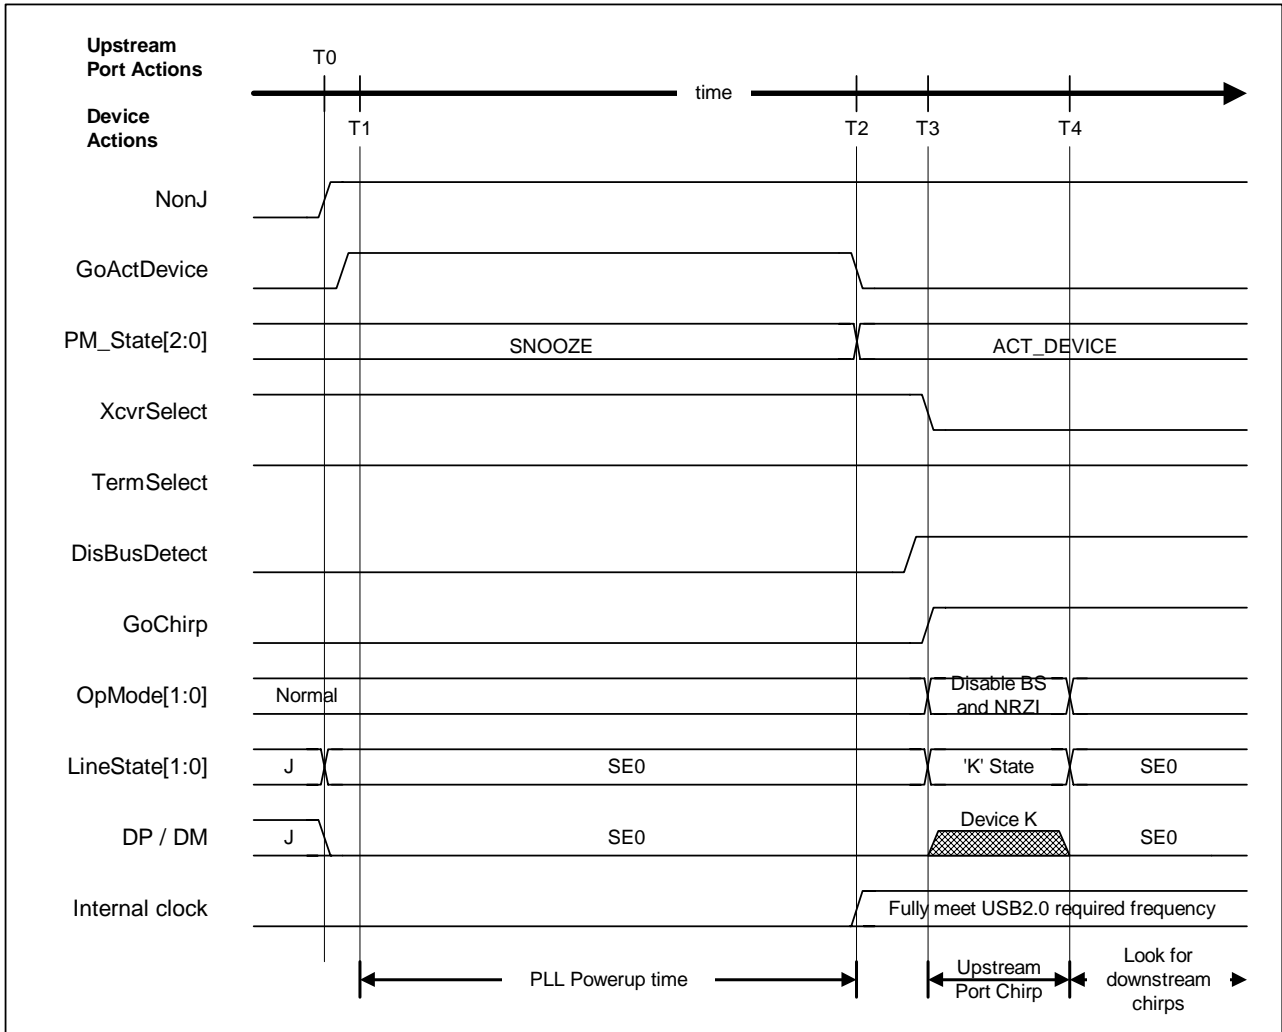 Upstream
Port Actions
T0
time
Device
Actions
T1
T2
T3
T4
NonJ
GoActDevice
PM_State[2:0]
SNOOZE
ACT_DEVICE
XcvrSelect
TermSelect
DisBusDetect
GoChirp
OpMode[1:0]
Normal
Disable BS
and NRZI
LineState[1:0]
J
SE0
'K' State
SE0
DP / DM
J
SE0
Device K
SE0
Internal clock
Fully meet USB2.0 required frequency
PLL Powerup time
Upstream
Port Chirp
Look for
downstream
chirps